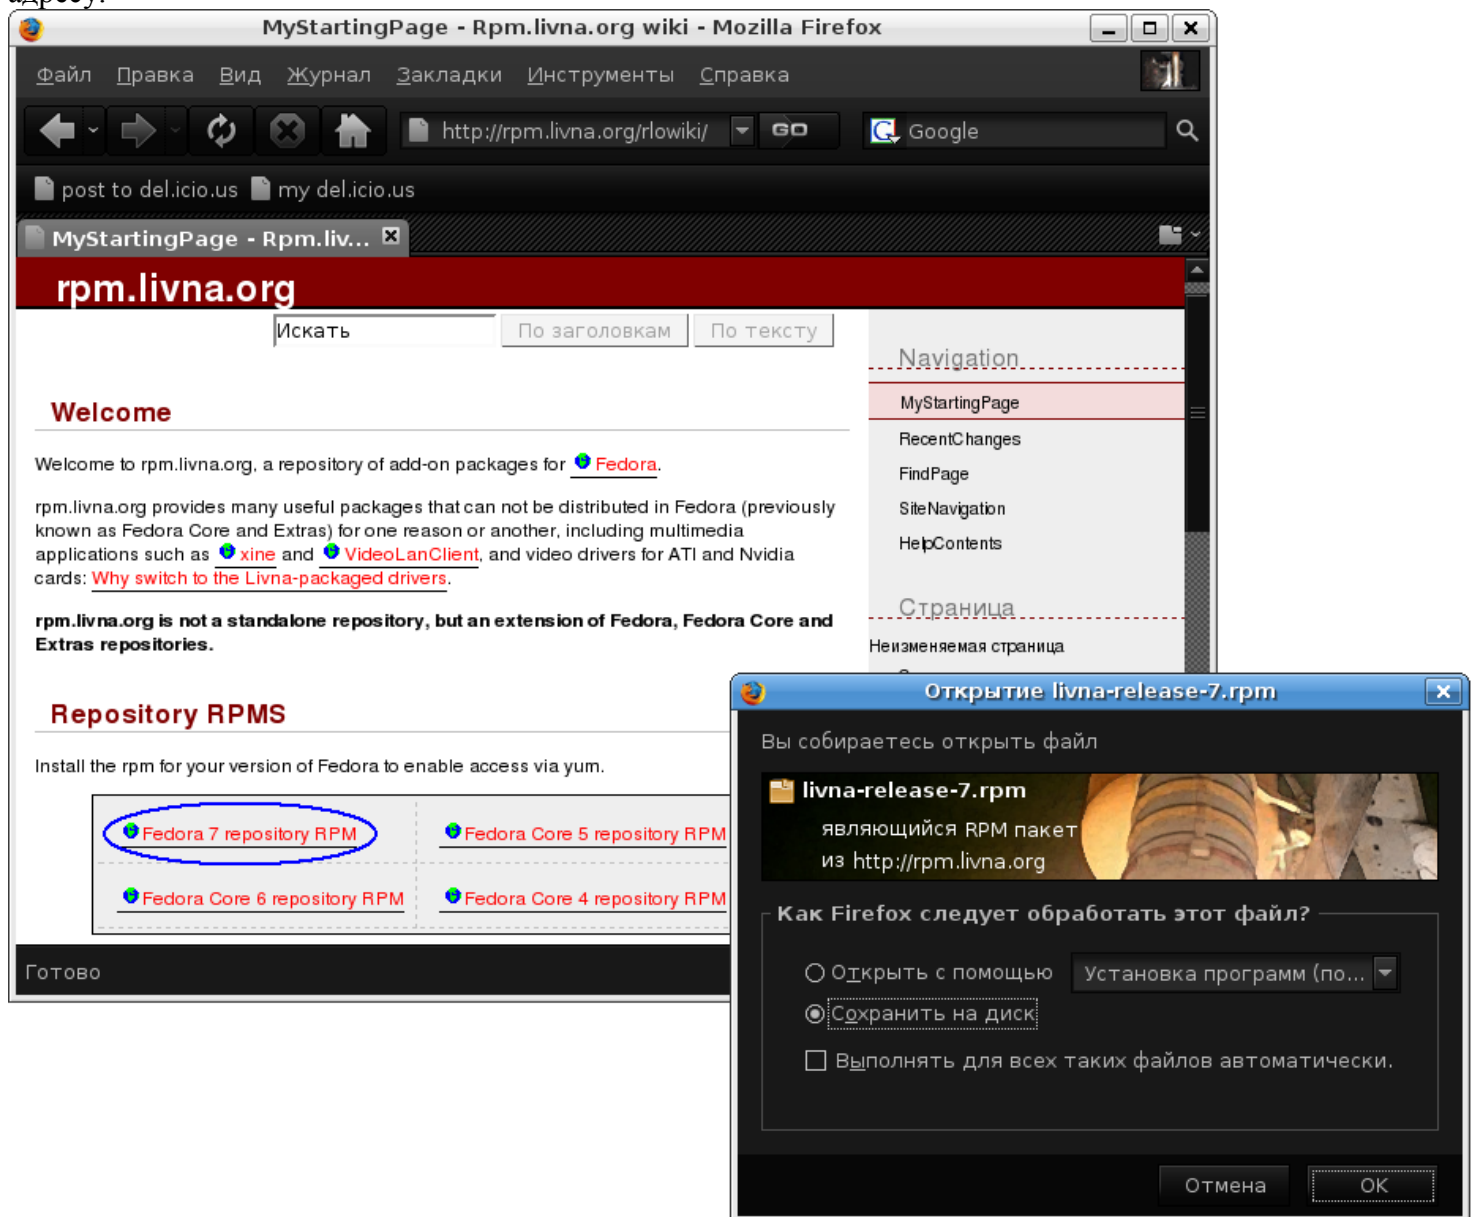 адресу:
MyStartingPage - Rpm.livna.org wiki - Mozilla Firefox
Файл Правка Вид Журнал Закладки Инструменты Справка
http://rpm.livna.org/rlowiki/ GO G Google
post to del.icio.us my del.icio.us
MyStartingPage - Rpm.liv...
rpm.livna.org
Искать По заголовкам По тексту
Welcome
Welcome to rpm.livna.org, a repository of add-on packages for Fedora.
rpm.livna.org provides many useful packages that can not be distributed in Fedora (previously
known as Fedora Core and Extras) for one reason or another, including multimedia
applications such as xine and VideoLanClient, and video drivers for ATI and Nvidia
cards: Why switch to the Livna-packaged drivers.
rpm.livna.org is not a standalone repository, but an extension of Fedora, Fedora Core and
Extras repositories.
Repository RPMS
Install the rpm for your version of Fedora to enable access via yum.
Fedora 7 repository RPM Fedora Core 5 repository RPM
Fedora Core 6 repository RPM Fedora Core 4 repository RPM
Готово
Navigation
MyStartingPage
RecentChanges
FindPage
SiteNavigation
HelpContents
Страница
Неизменяемая страница
Открытие livna-release-7.rpm
Вы собираетесь открыть файл
livna-release-7.rpm
являющийся RPM пакет
из http://rpm.livna.org
Как Firefox следует обработать этот файл?
Открыть с помощью Установка программ (по...
Сохранить на диск
Выполнять для всех таких файлов автоматически.
Отмена OK